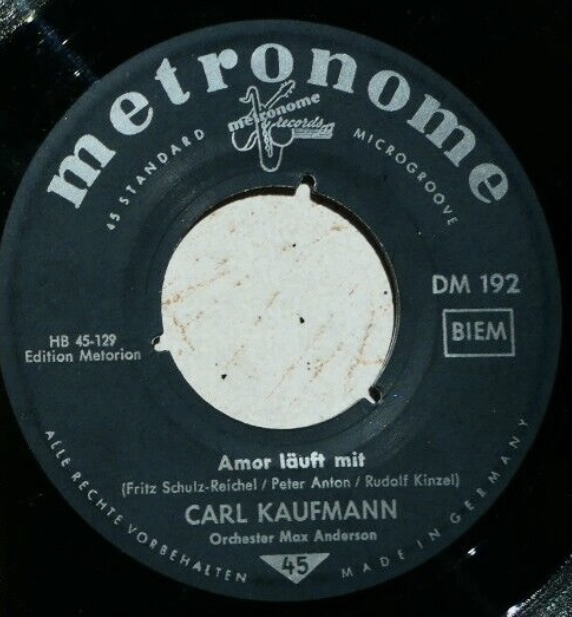 metronome
metronome
records
45 STANDARD
MICROGROOVE
DM 192
BIEM
HB 45-129
Edition Metorion
Amor läuft mit
(Fritz Schulz-Reichel / Peter Anton / Rudolf Kinzel)
CARL KAUFMANN
Orchester Max Anderson
45
ALLE RECHTE VORBEHALTEN
MADE IN GERMANY